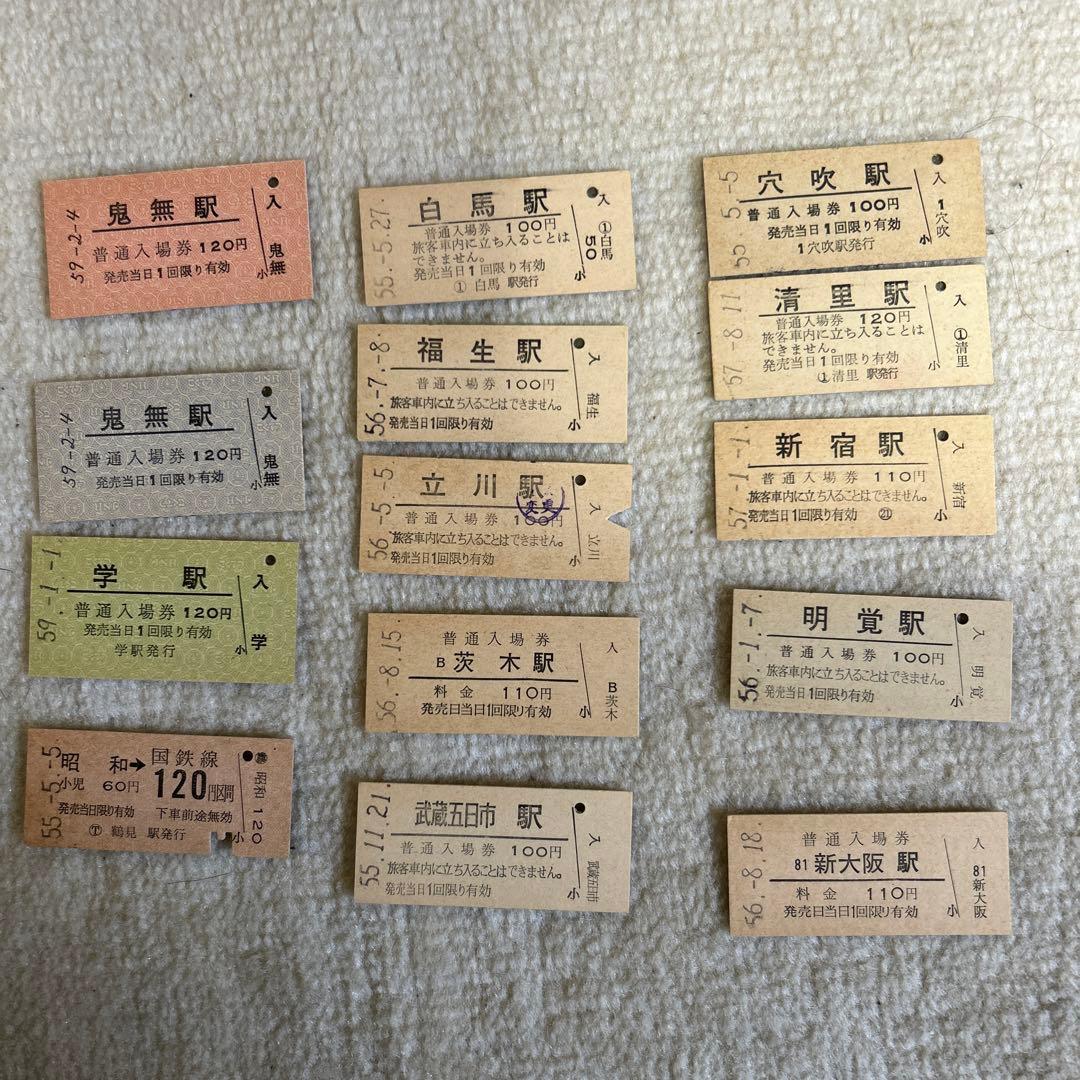 59.-2.-4
鬼無駅
普通入場券 120円
発売当日1回限り有効
入
鬼無
小
59.-2.-4
鬼無駅
普通入場券 120円
発売当日1回限り有効
入
鬼無
小
59.-1.-1
学駅
普通入場券 120円
発売当日1回限り有効
学駅発行
入
学
小
55.-5.-5
昭和➡国鉄線
小児 60円 120円区間
発売当日限り有効 下車前途無効
Ⓣ 鶴見 駅発行
昭和120
小
55.-5.27
白馬駅
普通入場券 100円
旅客車内に立ち入ることは
できません。
発売当日1回限り有効
① 白馬 駅発行
入
①白馬
50
小
56.-7.-8
福生駅
普通入場券 100円
旅客車内に立ち入ることはできません。
発売当日1回限り有効
入
福生
小
56.-5.-5
立川駅
変更
普通入場券 100円
旅客車内に立ち入ることはできません。
発売当日1回限り有効
入
立川
小
56.-8.15
普通入場券
B 茨木駅
料金 110円
発売日当日1回限り有効
入
B茨木
小
55.11.21
武蔵五日市 駅
普通入場券 100円
旅客車内に立ち入ることはできません。
発売当日1回限り有効
入
武蔵五日市
小
55.-5.-5
穴吹駅
普通入場券 100円
発売当日1回限り有効
1穴吹駅発行
入
1穴吹
小
57.-8.11
清里駅
普通入場券 120円
旅客車内に立ち入ることは
できません。
発売当日1回限り有効
①清里 駅発行
入
①清里
小
57.-1.-1
新宿駅
普通入場券 110円
旅客車内に立ち入ることはできません。
発売当日1回限り有効 ㉑
入
新宿
小
56.-1.-7
明覚駅
普通入場券 100円
旅客車内に立ち入ることはできません。
発売当日1回限り有効
入
明覚
小
56.-8.18
普通入場券
81 新大阪駅
料金 110円
発売日当日1回限り有効
入
81新大阪
小